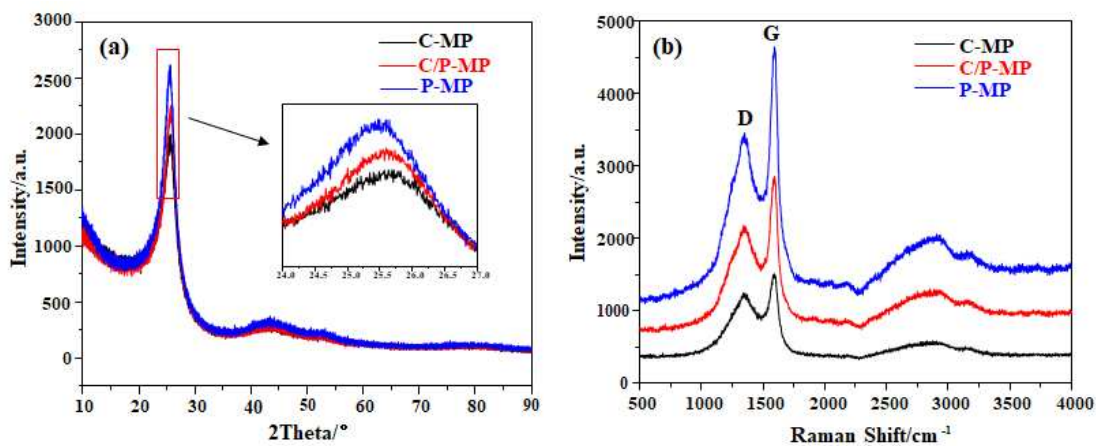 (a)
C-MP
C/P-MP
P-MP
3000
2500
2000
1500
1000
500
0
Intensity/a.u.
24.0 24.5 25.0 25.5 26.0 26.5 27.0
10 20 30 40 50 60 70 80 90
2Theta/°
(b)
G
D
C-MP
C/P-MP
P-MP
5000
4000
3000
2000
1000
0
Intensity/a.u.
500 1000 1500 2000 2500 3000 3500 4000
Raman Shift/cm⁻¹